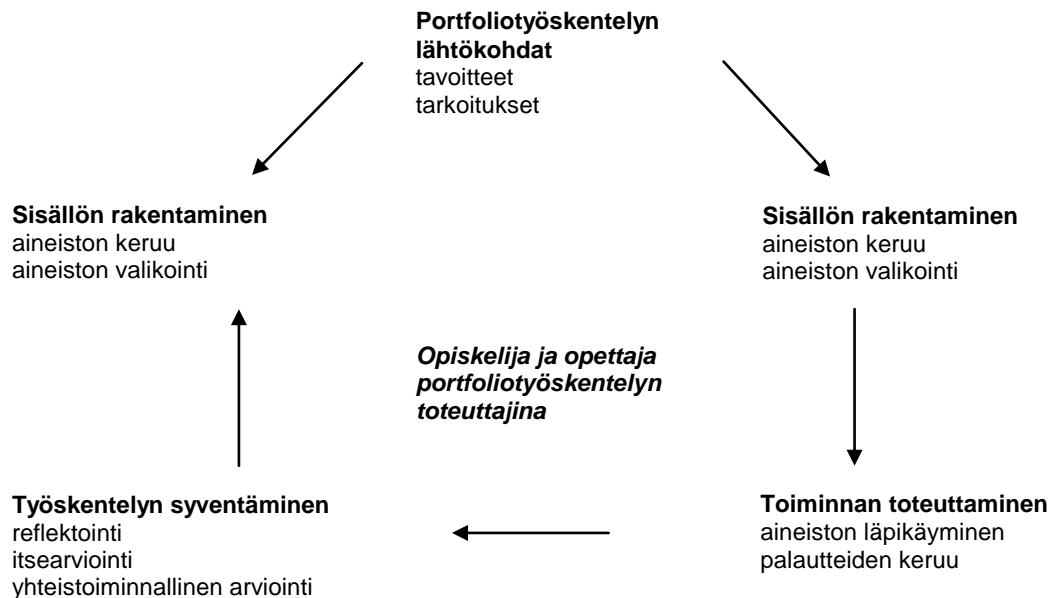 Portfoliotyöskentelyn
lähtökohdat
tavoitteet
tarkoitukset
Sisällön rakentaminen
aineiston keruu
aineiston valikointi
Sisällön rakentaminen
aineiston keruu
aineiston valikointi
Opiskelija ja opettaja
portfoliotyöskentelyn
toteuttajina
Työskentelyn syventäminen
reflektointi
itsearviointi
yhteistoiminnallinen arviointi
Toiminnan toteuttaminen
aineiston läpikäyminen
palautteiden keruu